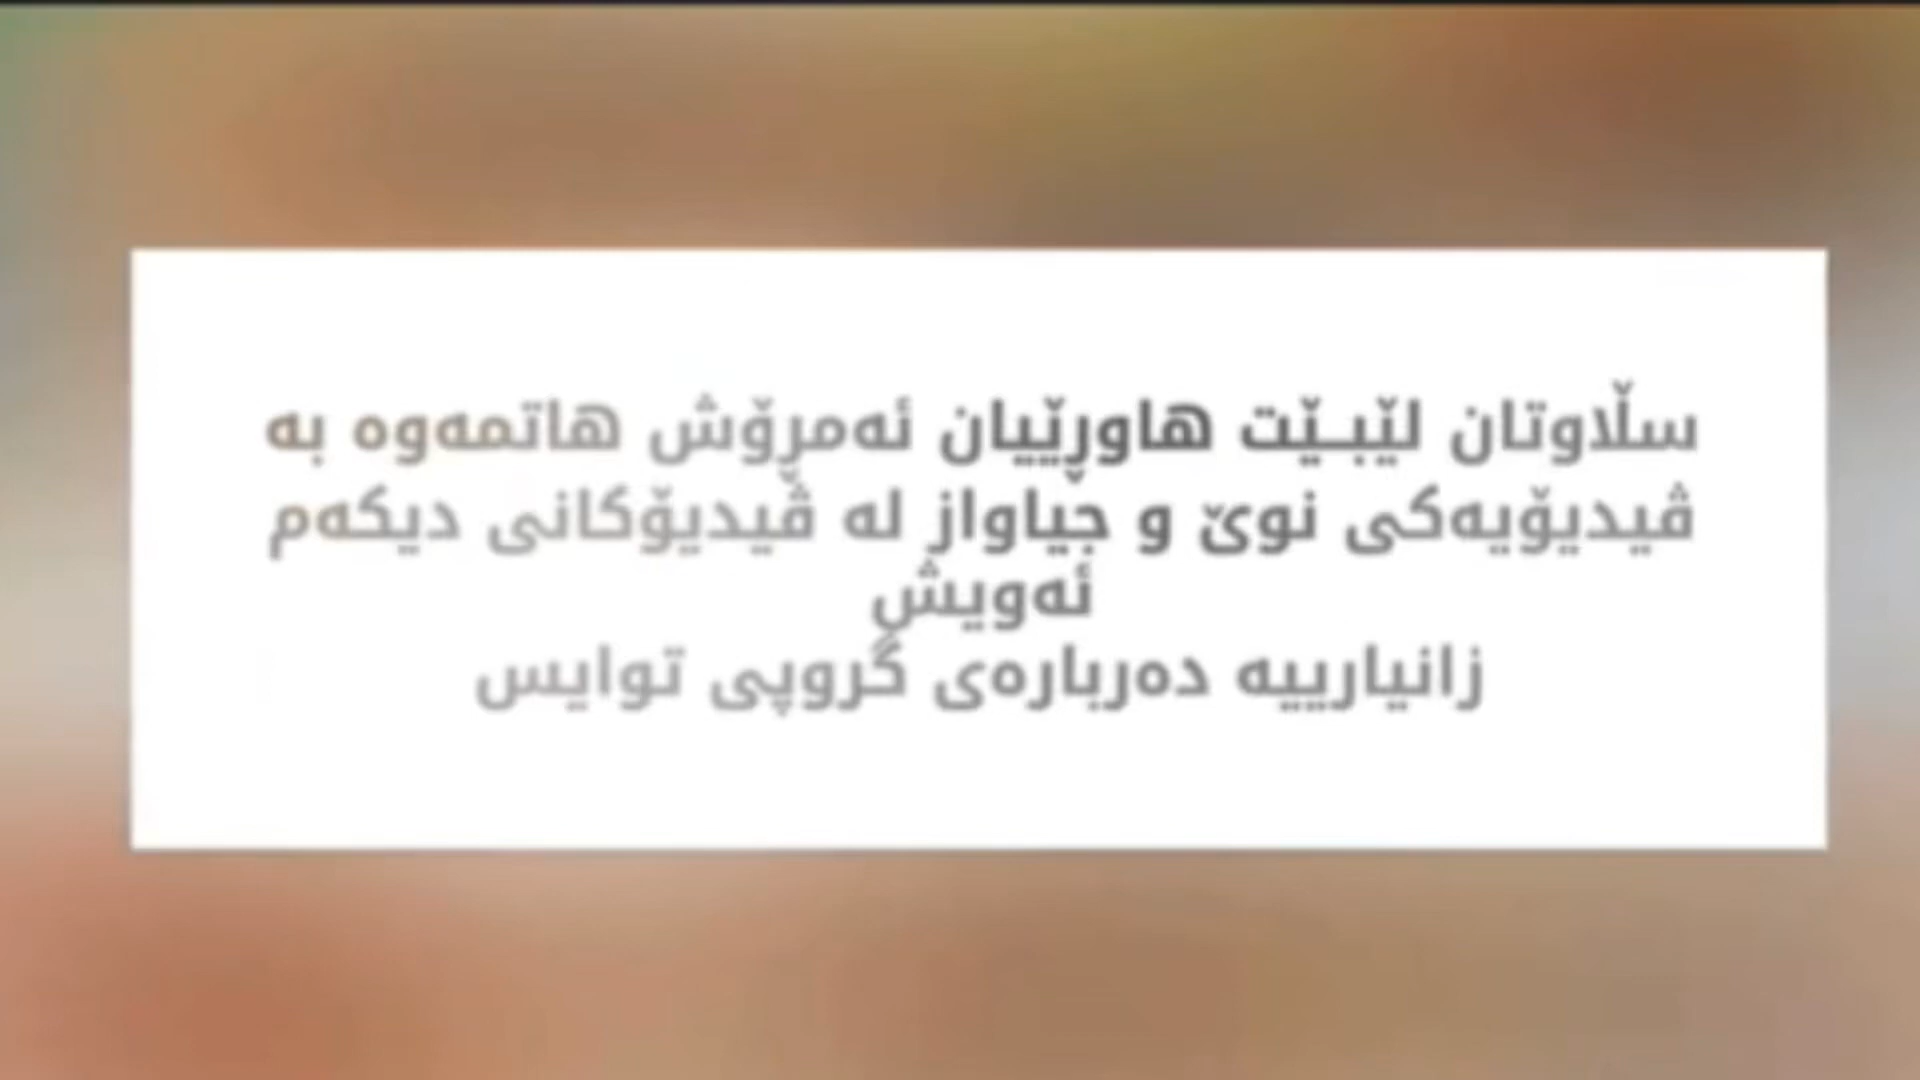 سڵاوتان لێبـێت هاوڕێیان ئەمڕۆش هاتمەوە بە
ڤیدیۆیەکی نوێ و جیاواز لە ڤیدیۆکانی دیکەم
ئەویش
زانیارییە دەربارەی گروپی توایس